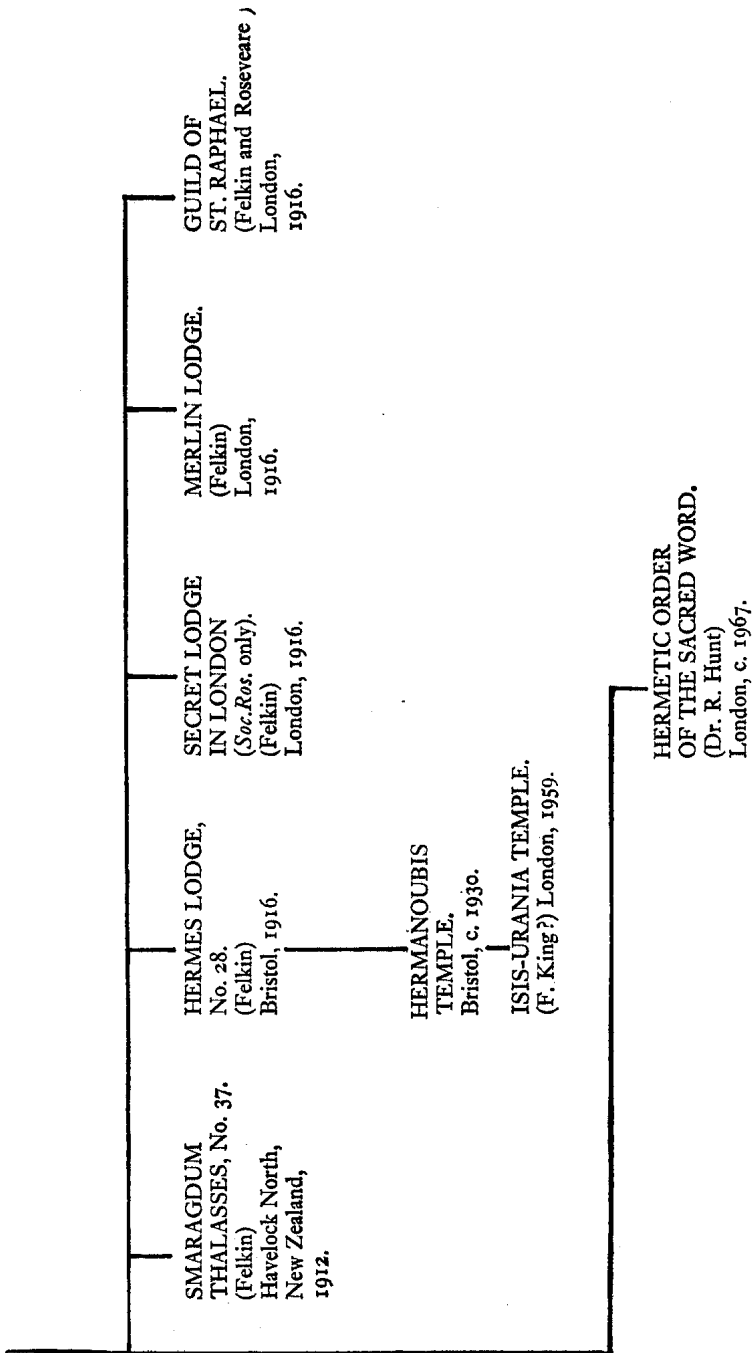 SMARAGDUM
THALASSES, No. 37.
(Felkin)
Havelock North,
New Zealand,
1912.
HERMES LODGE,
No. 28.
(Felkin)
Bristol, 1916.
SECRET LODGE
IN LONDON
(Soc.Ros. only).
(Felkin)
London, 1916.
MERLIN LODGE.
(Felkin)
London,
1916.
GUILD OF
ST. RAPHAEL.
(Felkin and Roseveare)
London,
1916.
HERMANOUBIS
TEMPLE.
Bristol, c. 1930.
ISIS-URANIA TEMPLE.
(F. King?) London, 1959.
HERMETIC ORDER
OF THE SACRED WORD.
(Dr. R. Hunt)
London, c. 1967.